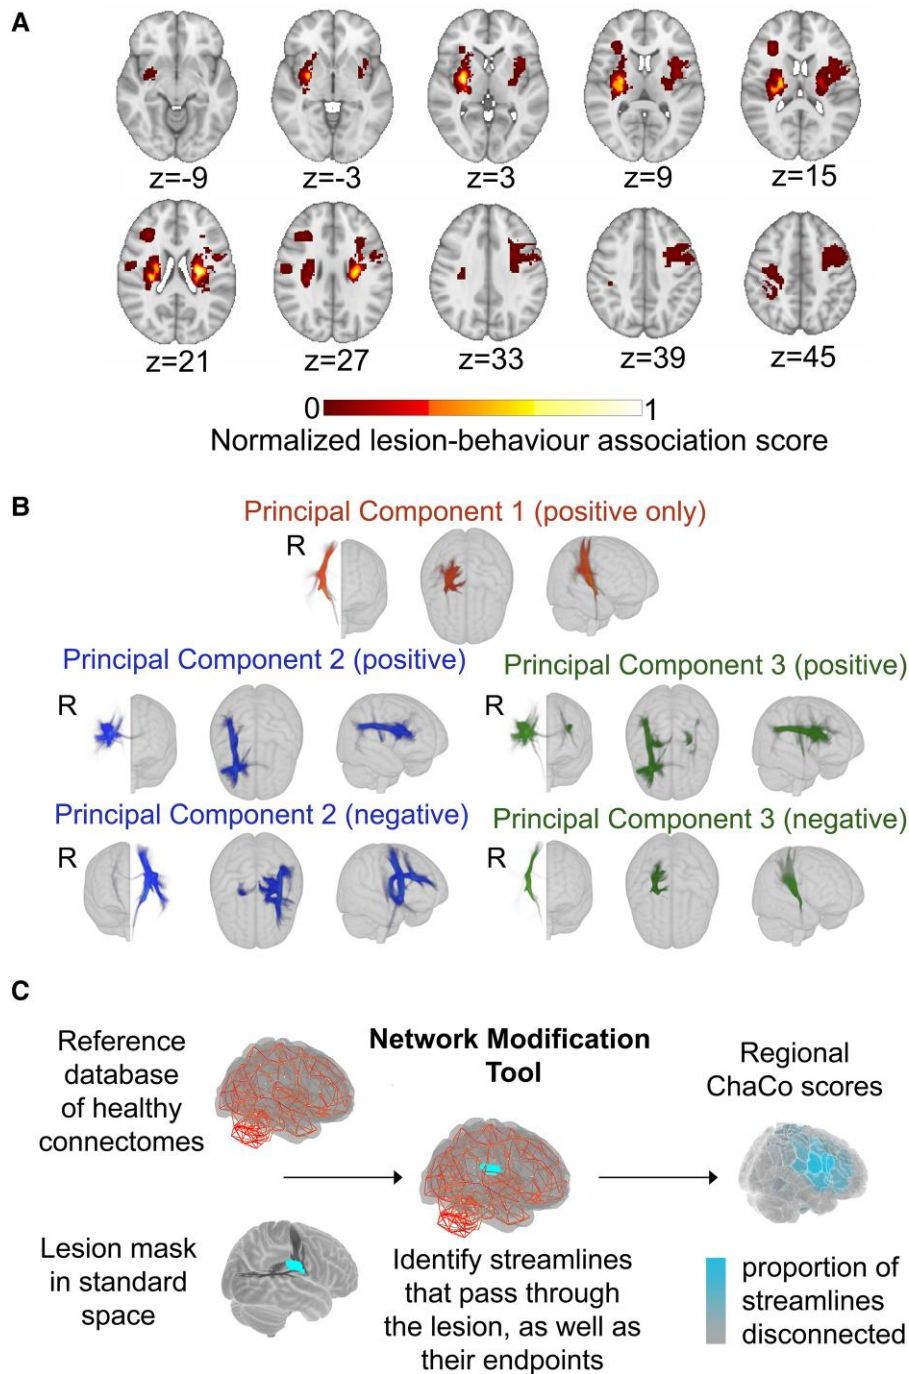 A
z=-9
z=-3
z=3
z=9
z=15
z=21
z=27
z=33
z=39
z=45
0
1
Normalized lesion-behaviour association score
B
Principal Component 1 (positive only)
R
Principal Component 2 (positive)
Principal Component 3 (positive)
R
R
Principal Component 2 (negative)
Principal Component 3 (negative)
R
R
C
Reference
database
of healthy
connectomes
Network Modification
Tool
Regional
ChaCo scores
Lesion mask
in standard
space
Identify streamlines
that pass through
the lesion, as well as
their endpoints
proportion of
streamlines
disconnected